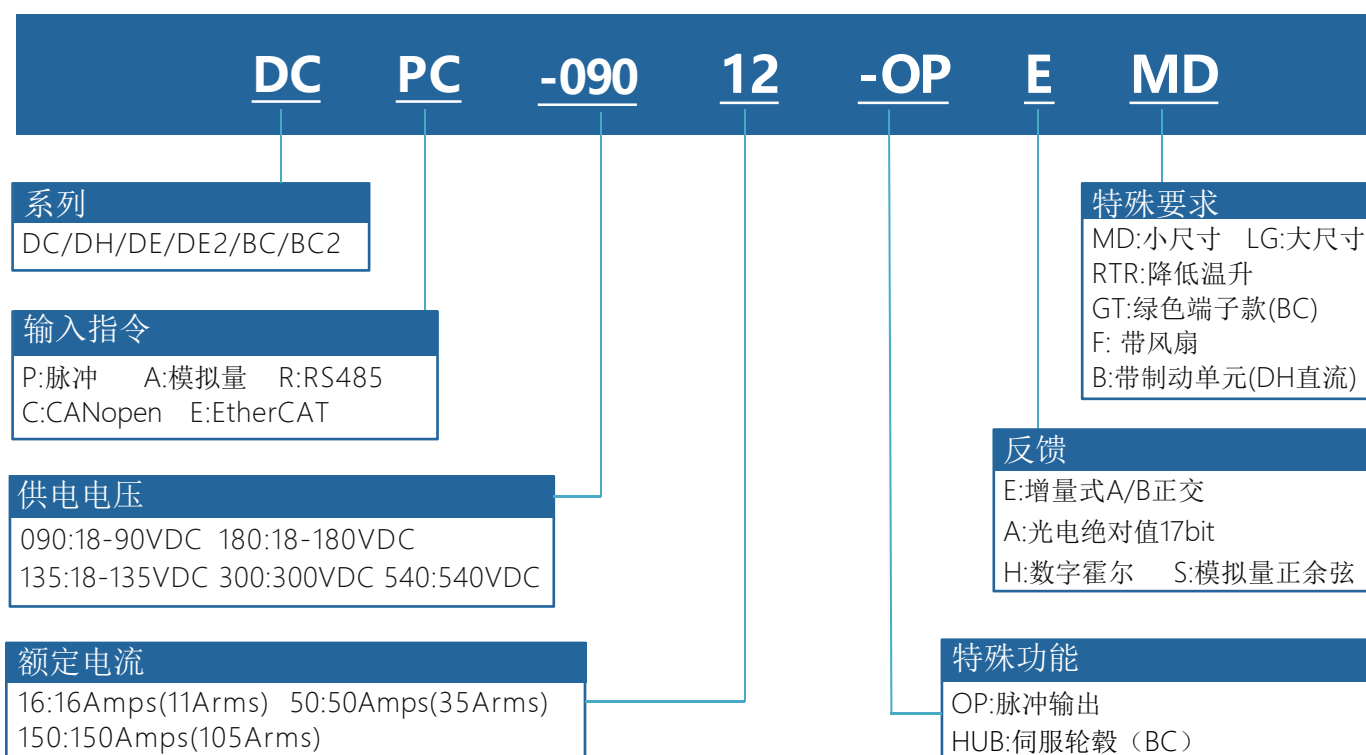 DC PC -090 12 -OP E MD
系列
DC/DH/DE/DE2/BC/BC2
输入指令
P:脉冲 A:模拟量 R:RS485
C:CANopen E:EtherCAT
供电电压
090:18-90VDC 180:18-180VDC
135:18-135VDC 300:300VDC 540:540VDC
额定电流
16:16Amps(11Arms) 50:50Amps(35Arms)
150:150Amps(105Arms)
特殊要求
MD:小尺寸 LG:大尺寸
RTR:降低温升
GT:绿色端子款(BC)
F: 带风扇
B:带制动单元(DH直流)
反馈
E:增量式A/B正交
A:光电绝对值17bit
H:数字霍尔 S:模拟量正余弦
特殊功能
OP:脉冲输出
HUB:伺服轮毂（BC）